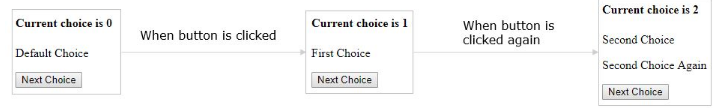 Current choice is 0
Default Choice
Next Choice
When button is clicked
Current choice is 1
First Choice
Next Choice
When button is
clicked again
Current choice is 2
Second Choice
Second Choice Again
Next Choice